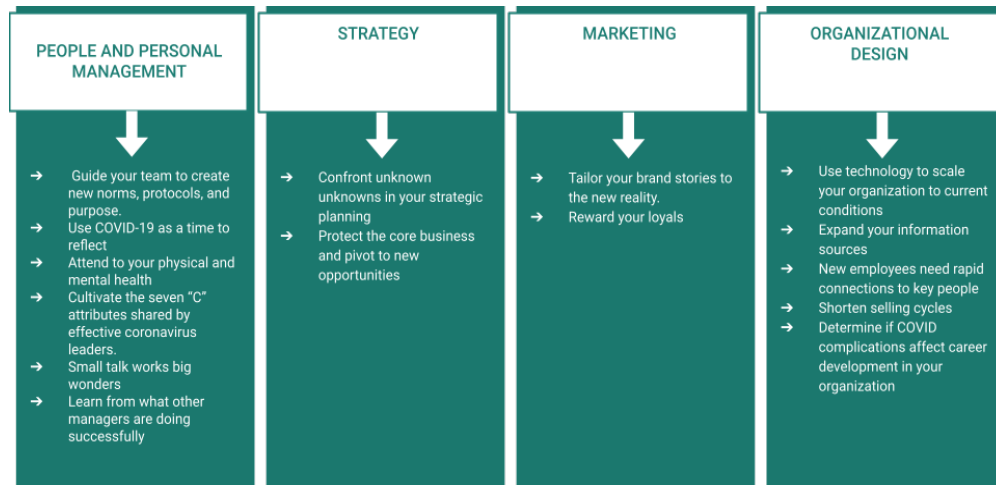 PEOPLE AND PERSONAL
MANAGEMENT
➔ Guide your team to create
new norms, protocols, and
purpose.
➔ Use COVID-19 as a time to
reflect
➔ Attend to your physical and
mental health
➔ Cultivate the seven “C”
attributes shared by
effective coronavirus
leaders.
➔ Small talk works big
wonders
➔ Learn from what other
managers are doing
successfully
STRATEGY
➔ Confront unknown
unknowns in your strategic
planning
➔ Protect the core business
and pivot to new
opportunities
MARKETING
➔ Tailor your brand stories to
the new reality.
➔ Reward your loyals
ORGANIZATIONAL
DESIGN
➔ Use technology to scale
your organization to current
conditions
➔ Expand your information
sources
➔ New employees need rapid
connections to key people
➔ Shorten selling cycles
➔ Determine if COVID
complications affect career
development in your
organization